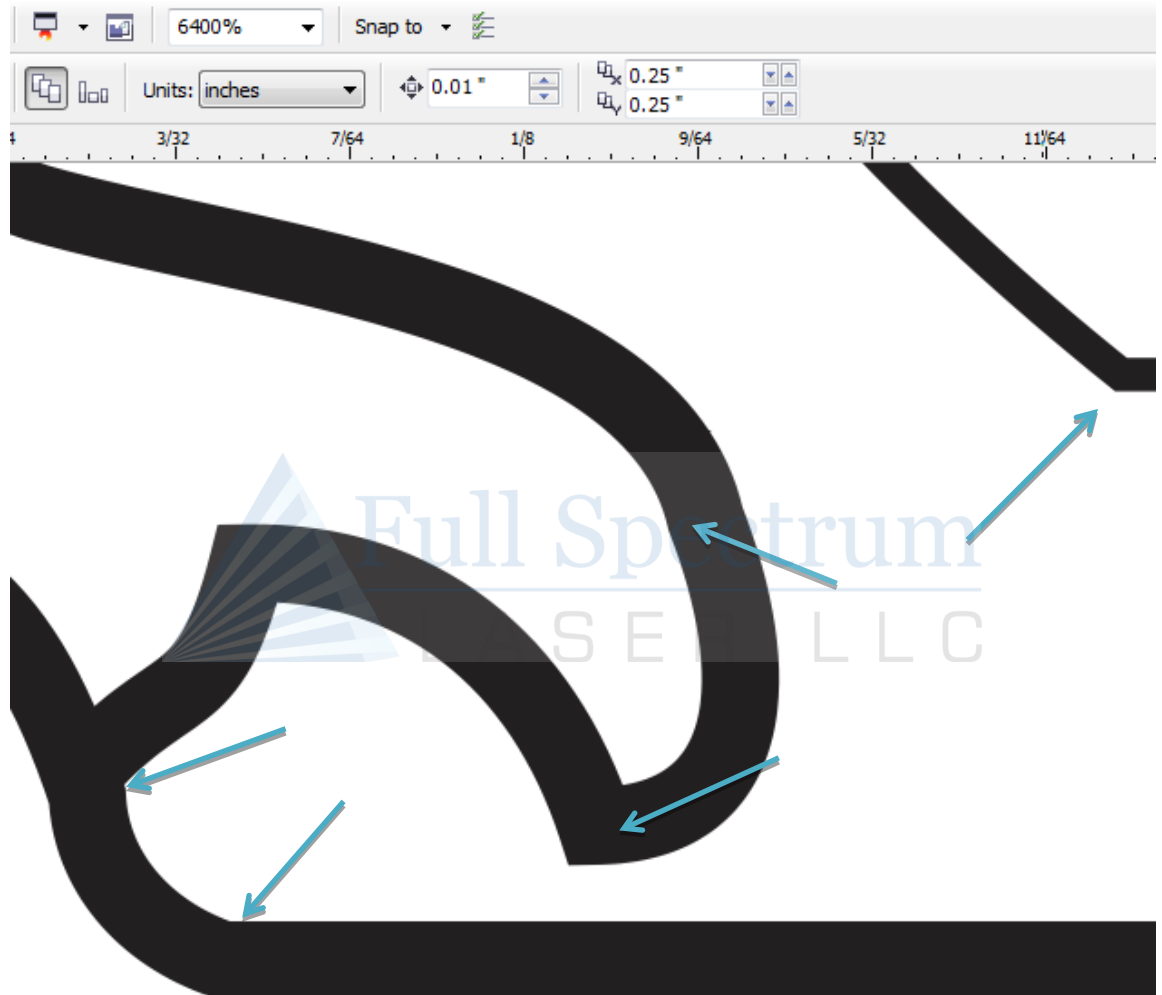 6400% Snap to
Units: inches 0.01 " x 0.25 "
y 0.25 "
4 3/32 7/64 1/8 9/64 5/32 11/64
Full Spectrum
LASER LLC